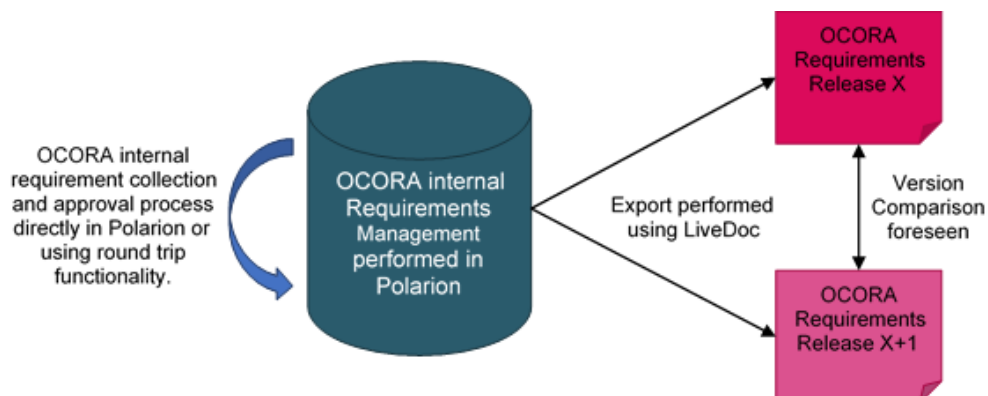 OCORA internal
requirement collection
and approval process
directly in Polarion or
using round trip
functionality.
OCORA internal
Requirements
Management
performed in
Polarion
Export performed
using LiveDoc
OCORA
Requirements
Release X
Version
Comparison
foreseen
OCORA
Requirements
Release X+1